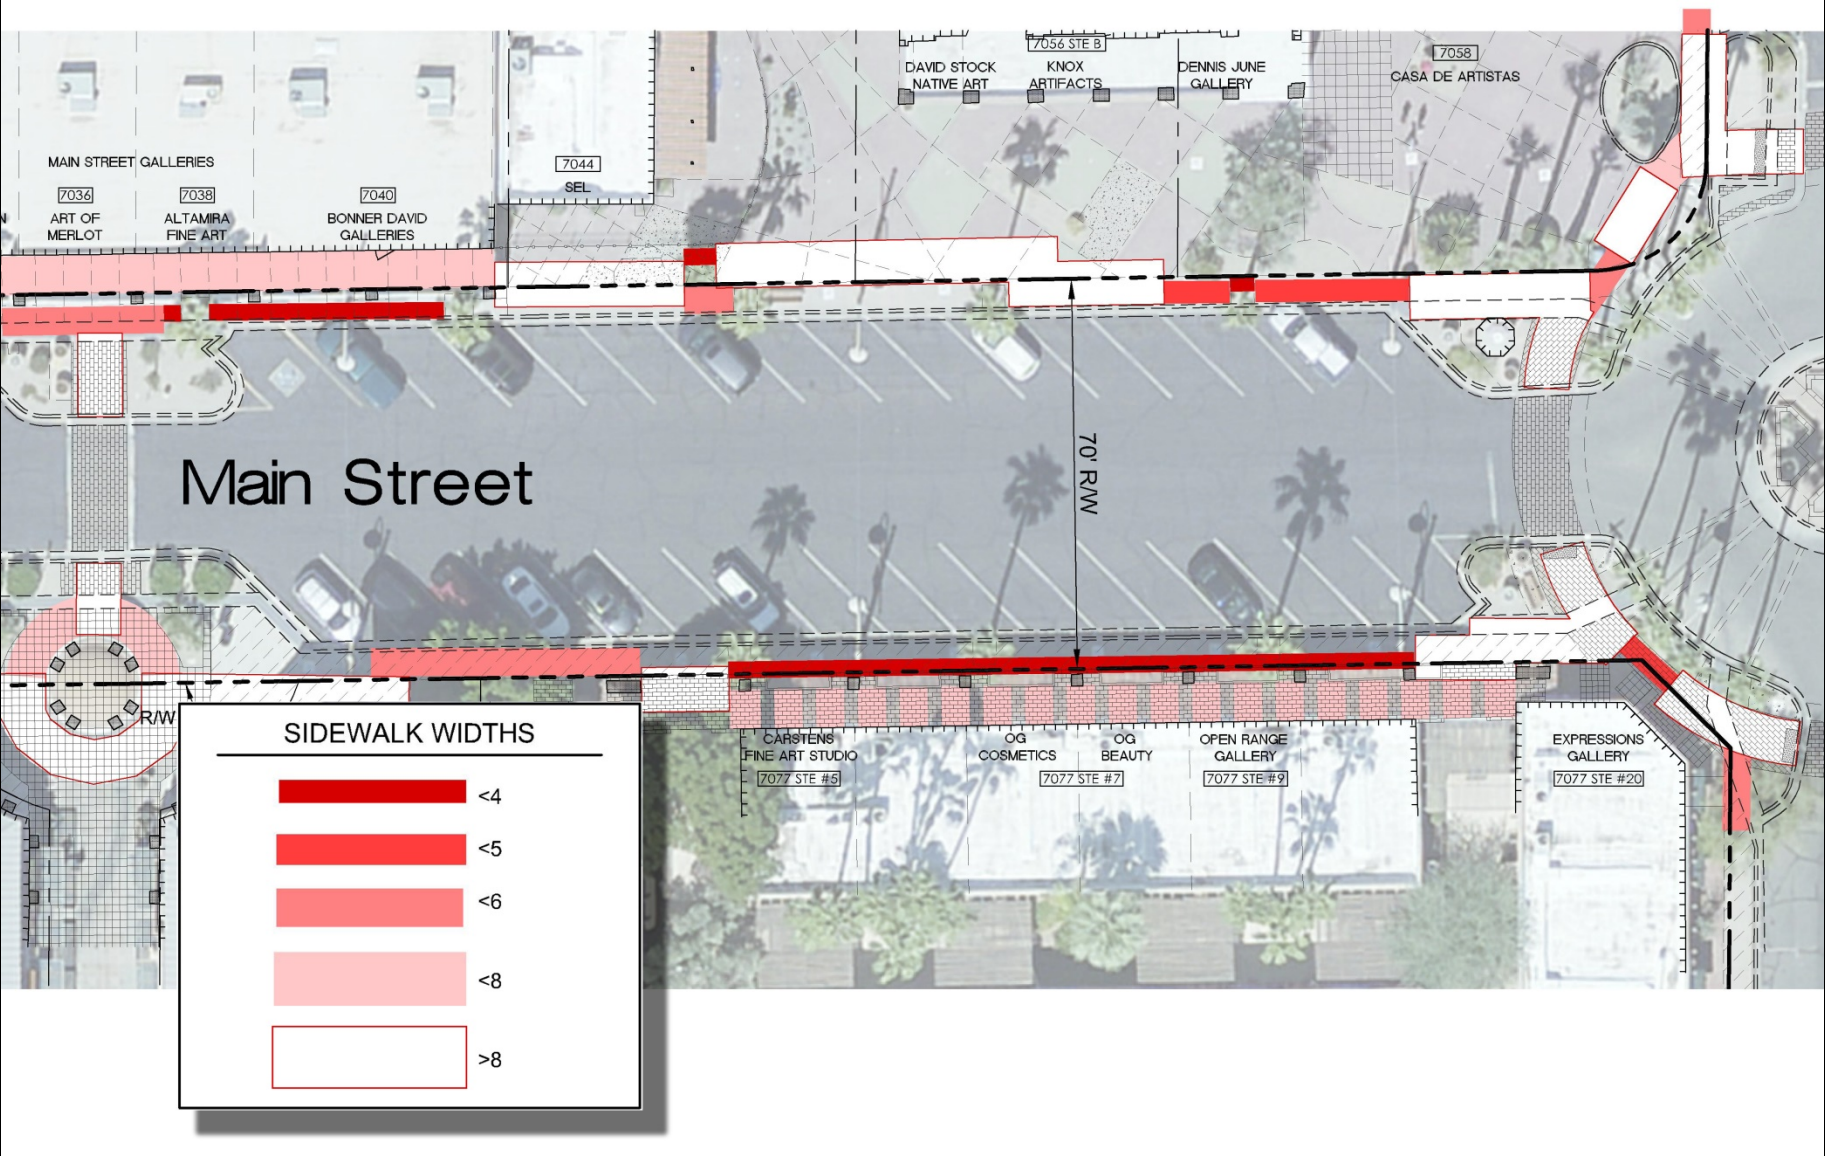 7056 STE B
DAVID STOCK
NATIVE ART
KNOX
ARTIFACTS
DENNIS JUNE
GALLERY
7058
CASA DE ARTISTAS
MAIN STREET GALLERIES
7044
SEL
7036
ART OF
MERLOT
7038
ALTAMIRA
FINE ART
7040
BONNER DAVID
GALLERIES
N
70' R/W
Main Street
R/W
SIDEWALK WIDTHS
<4
<5
<6
<8
>8
CARSTENS
FINE ART STUDIO
7077 STE #5
OG
COSMETICS
OG
BEAUTY
7077 STE #7
OPEN RANGE
GALLERY
7077 STE #9
EXPRESSIONS
GALLERY
7077 STE #20